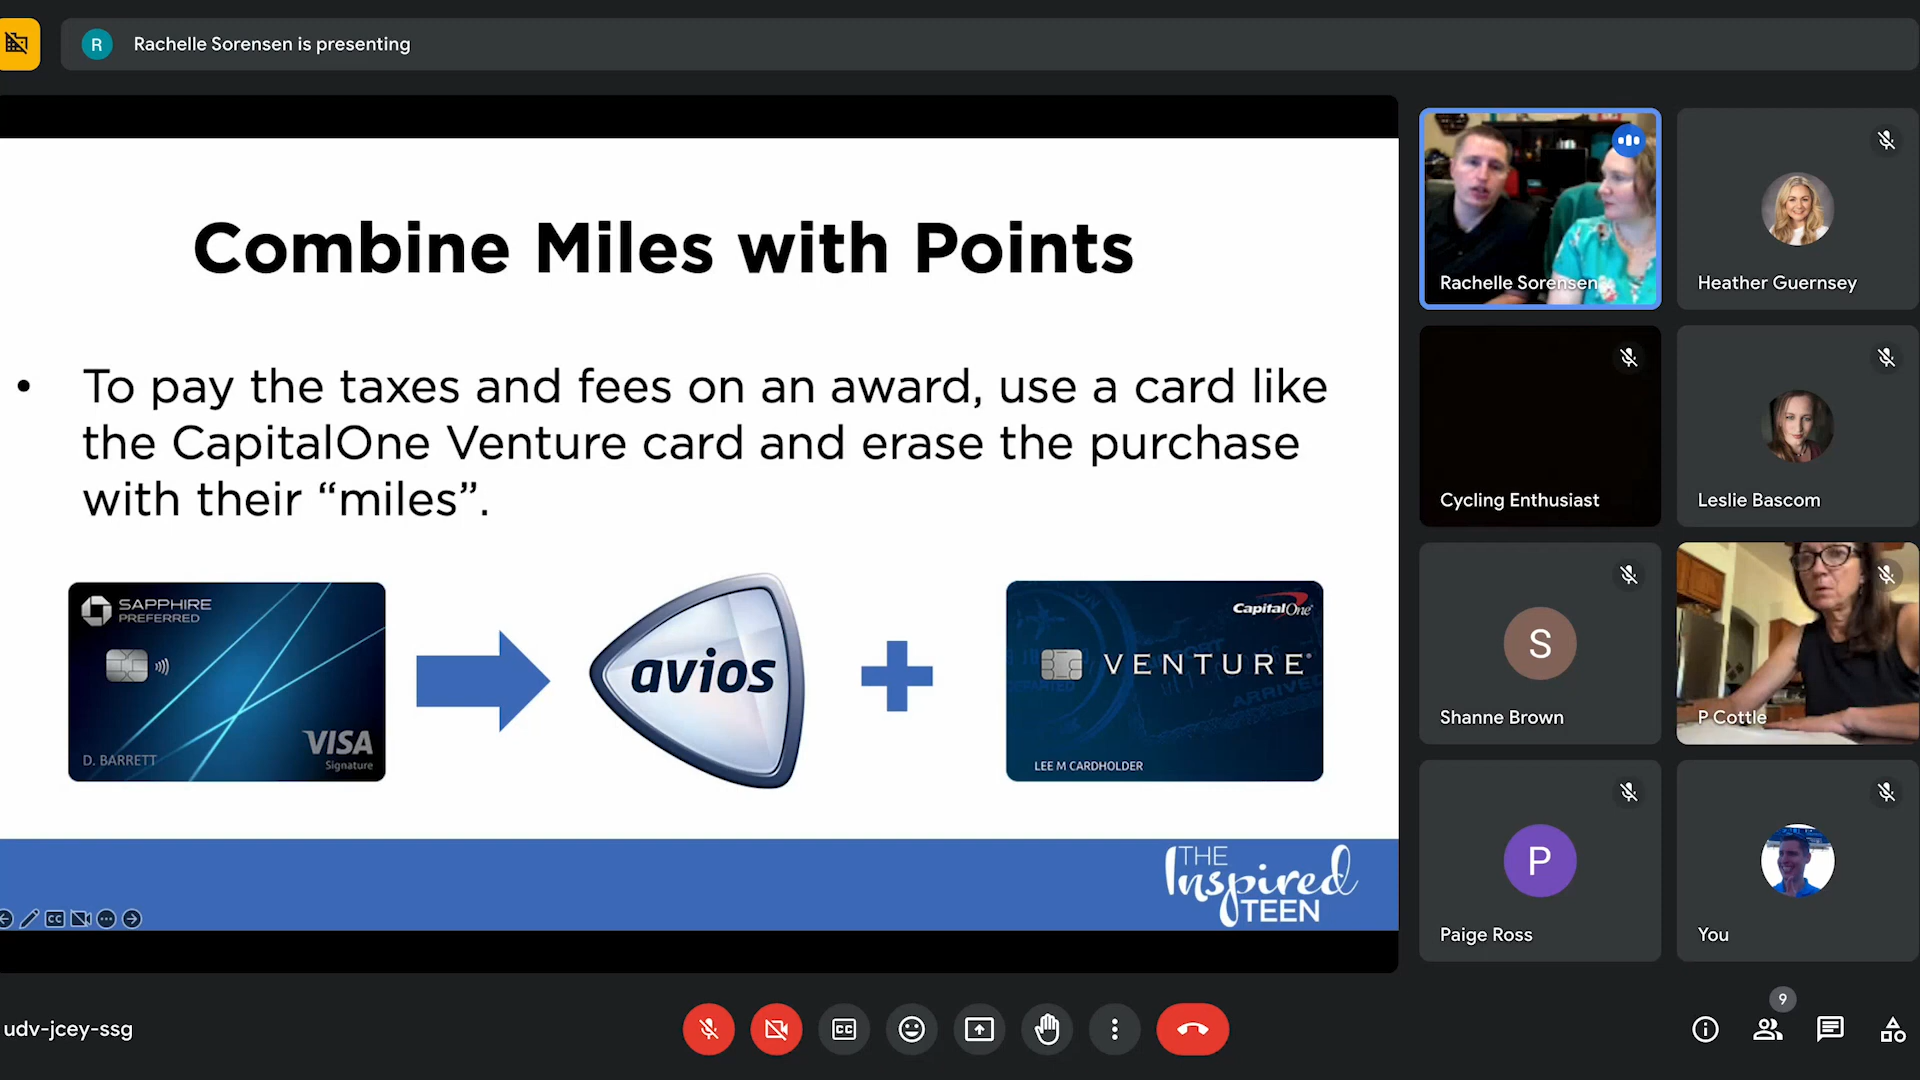 R
Rachelle Sorensen is presenting
Combine Miles with Points
• To pay the taxes and fees on an award, use a card like
the CapitalOne Venture card and erase the purchase
with their “miles”.
SAPPHIRE
PREFERRED
D. BARRETT
VISA
Signature
avios
CapitalOne
VENTURE®
LEE M CARDHOLDER
THE
Inspired
TEEN
CC
Rachelle Sorensen
Heather Guernsey
Cycling Enthusiast
Leslie Bascom
S
Shanne Brown
P Cottle
P
Paige Ross
You
udv-jcey-ssg
CC
9